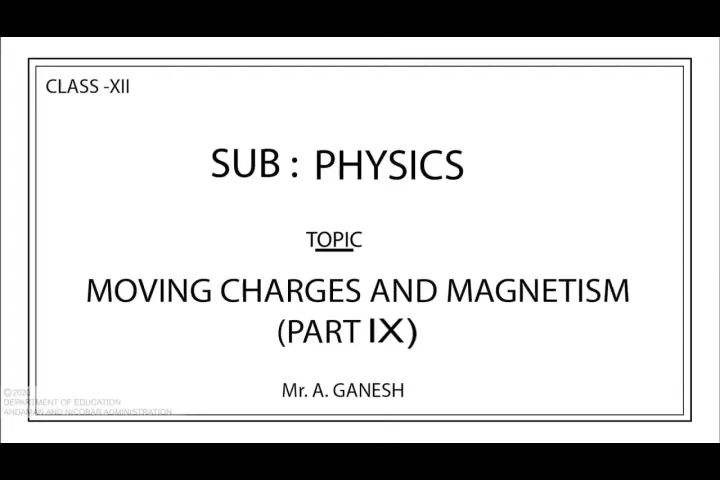 CLASS -XII
SUB : PHYSICS
TOPIC
MOVING CHARGES AND MAGNETISM
(PART IX)
Mr. A. GANESH
©2020
DEPARTMENT OF EDUCATION
ANDAMAN AND NICOBAR ADMINISTRATION